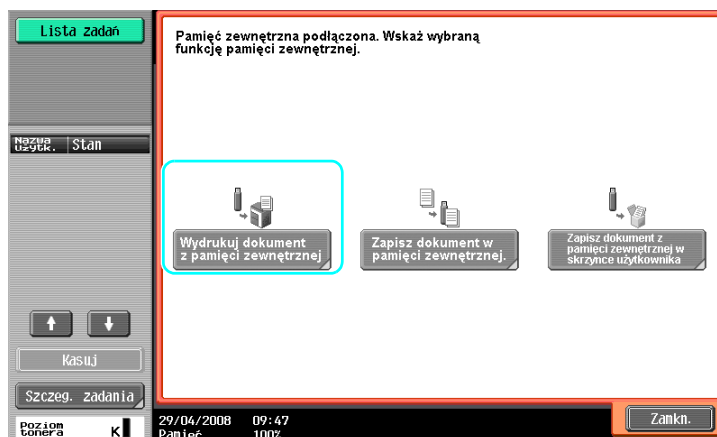 Lista zadań
Pamięć zewnętrzna podłączona. Wskaż wybraną
funkcję pamięci zewnętrznej.
Nazwa
użytk.
Stan
Wydrukuj dokument
z pamięci zewnętrznej
Zapisz dokument w
pamięci zewnętrznej.
Zapisz dokument z
pamięci zewnętrznej w
skrzynce użytkownika
Kasuj
Szczeg. zadania
Poziom
tonera
K
29/04/2008 09:47
Pamięć 100%
Zamkn.